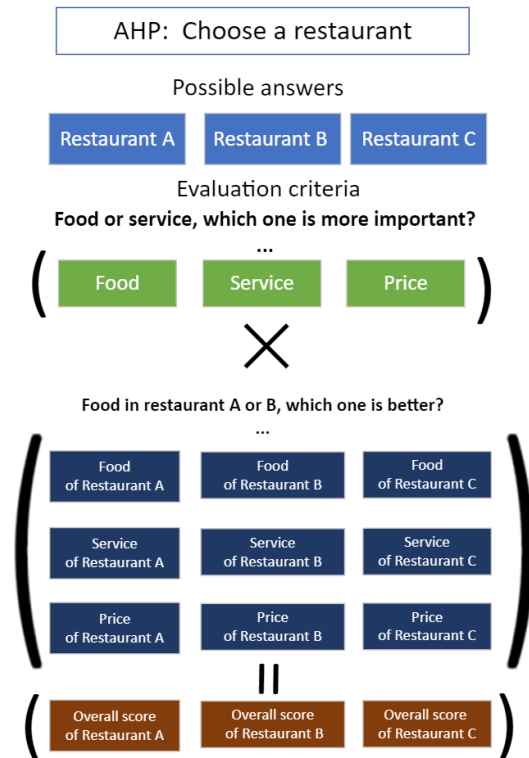 AHP: Choose a restaurant
Possible answers
Restaurant A
Restaurant B
Restaurant C
Evaluation criteria
Food or service, which one is more important?
...
( Food Service Price )
×
Food in restaurant A or B, which one is better?
...
Food
of Restaurant A
Food
of Restaurant B
Food
of Restaurant C
Service
of Restaurant A
Service
of Restaurant B
Service
of Restaurant C
Price
of Restaurant A
Price
of Restaurant B
Price
of Restaurant C
=
Overall score
of Restaurant A
Overall score
of Restaurant B
Overall score
of Restaurant C